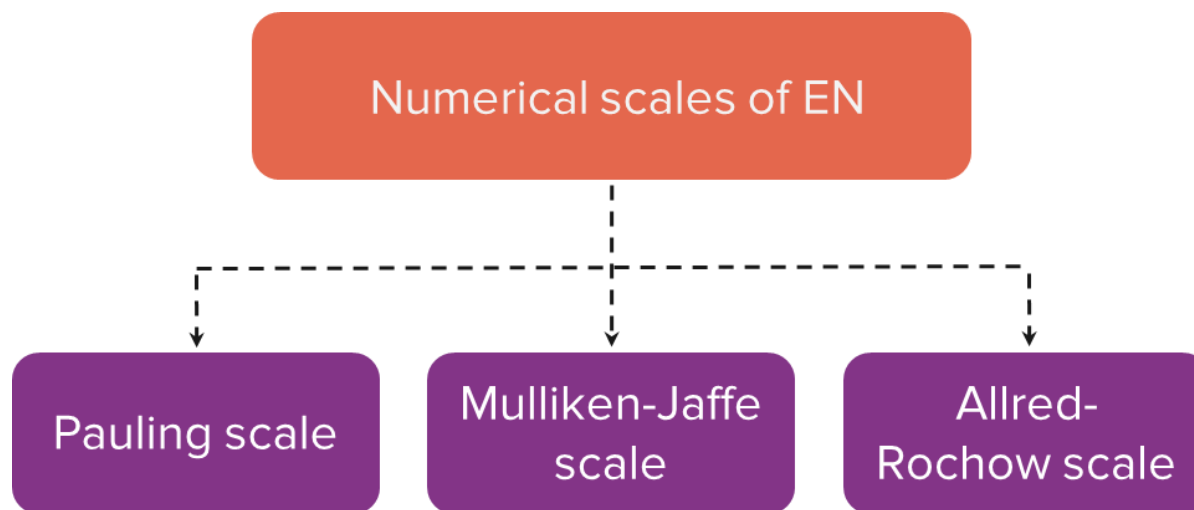 Numerical scales of EN
Pauling scale
Mulliken-Jaffe
scale
Allred-
Rochow scale